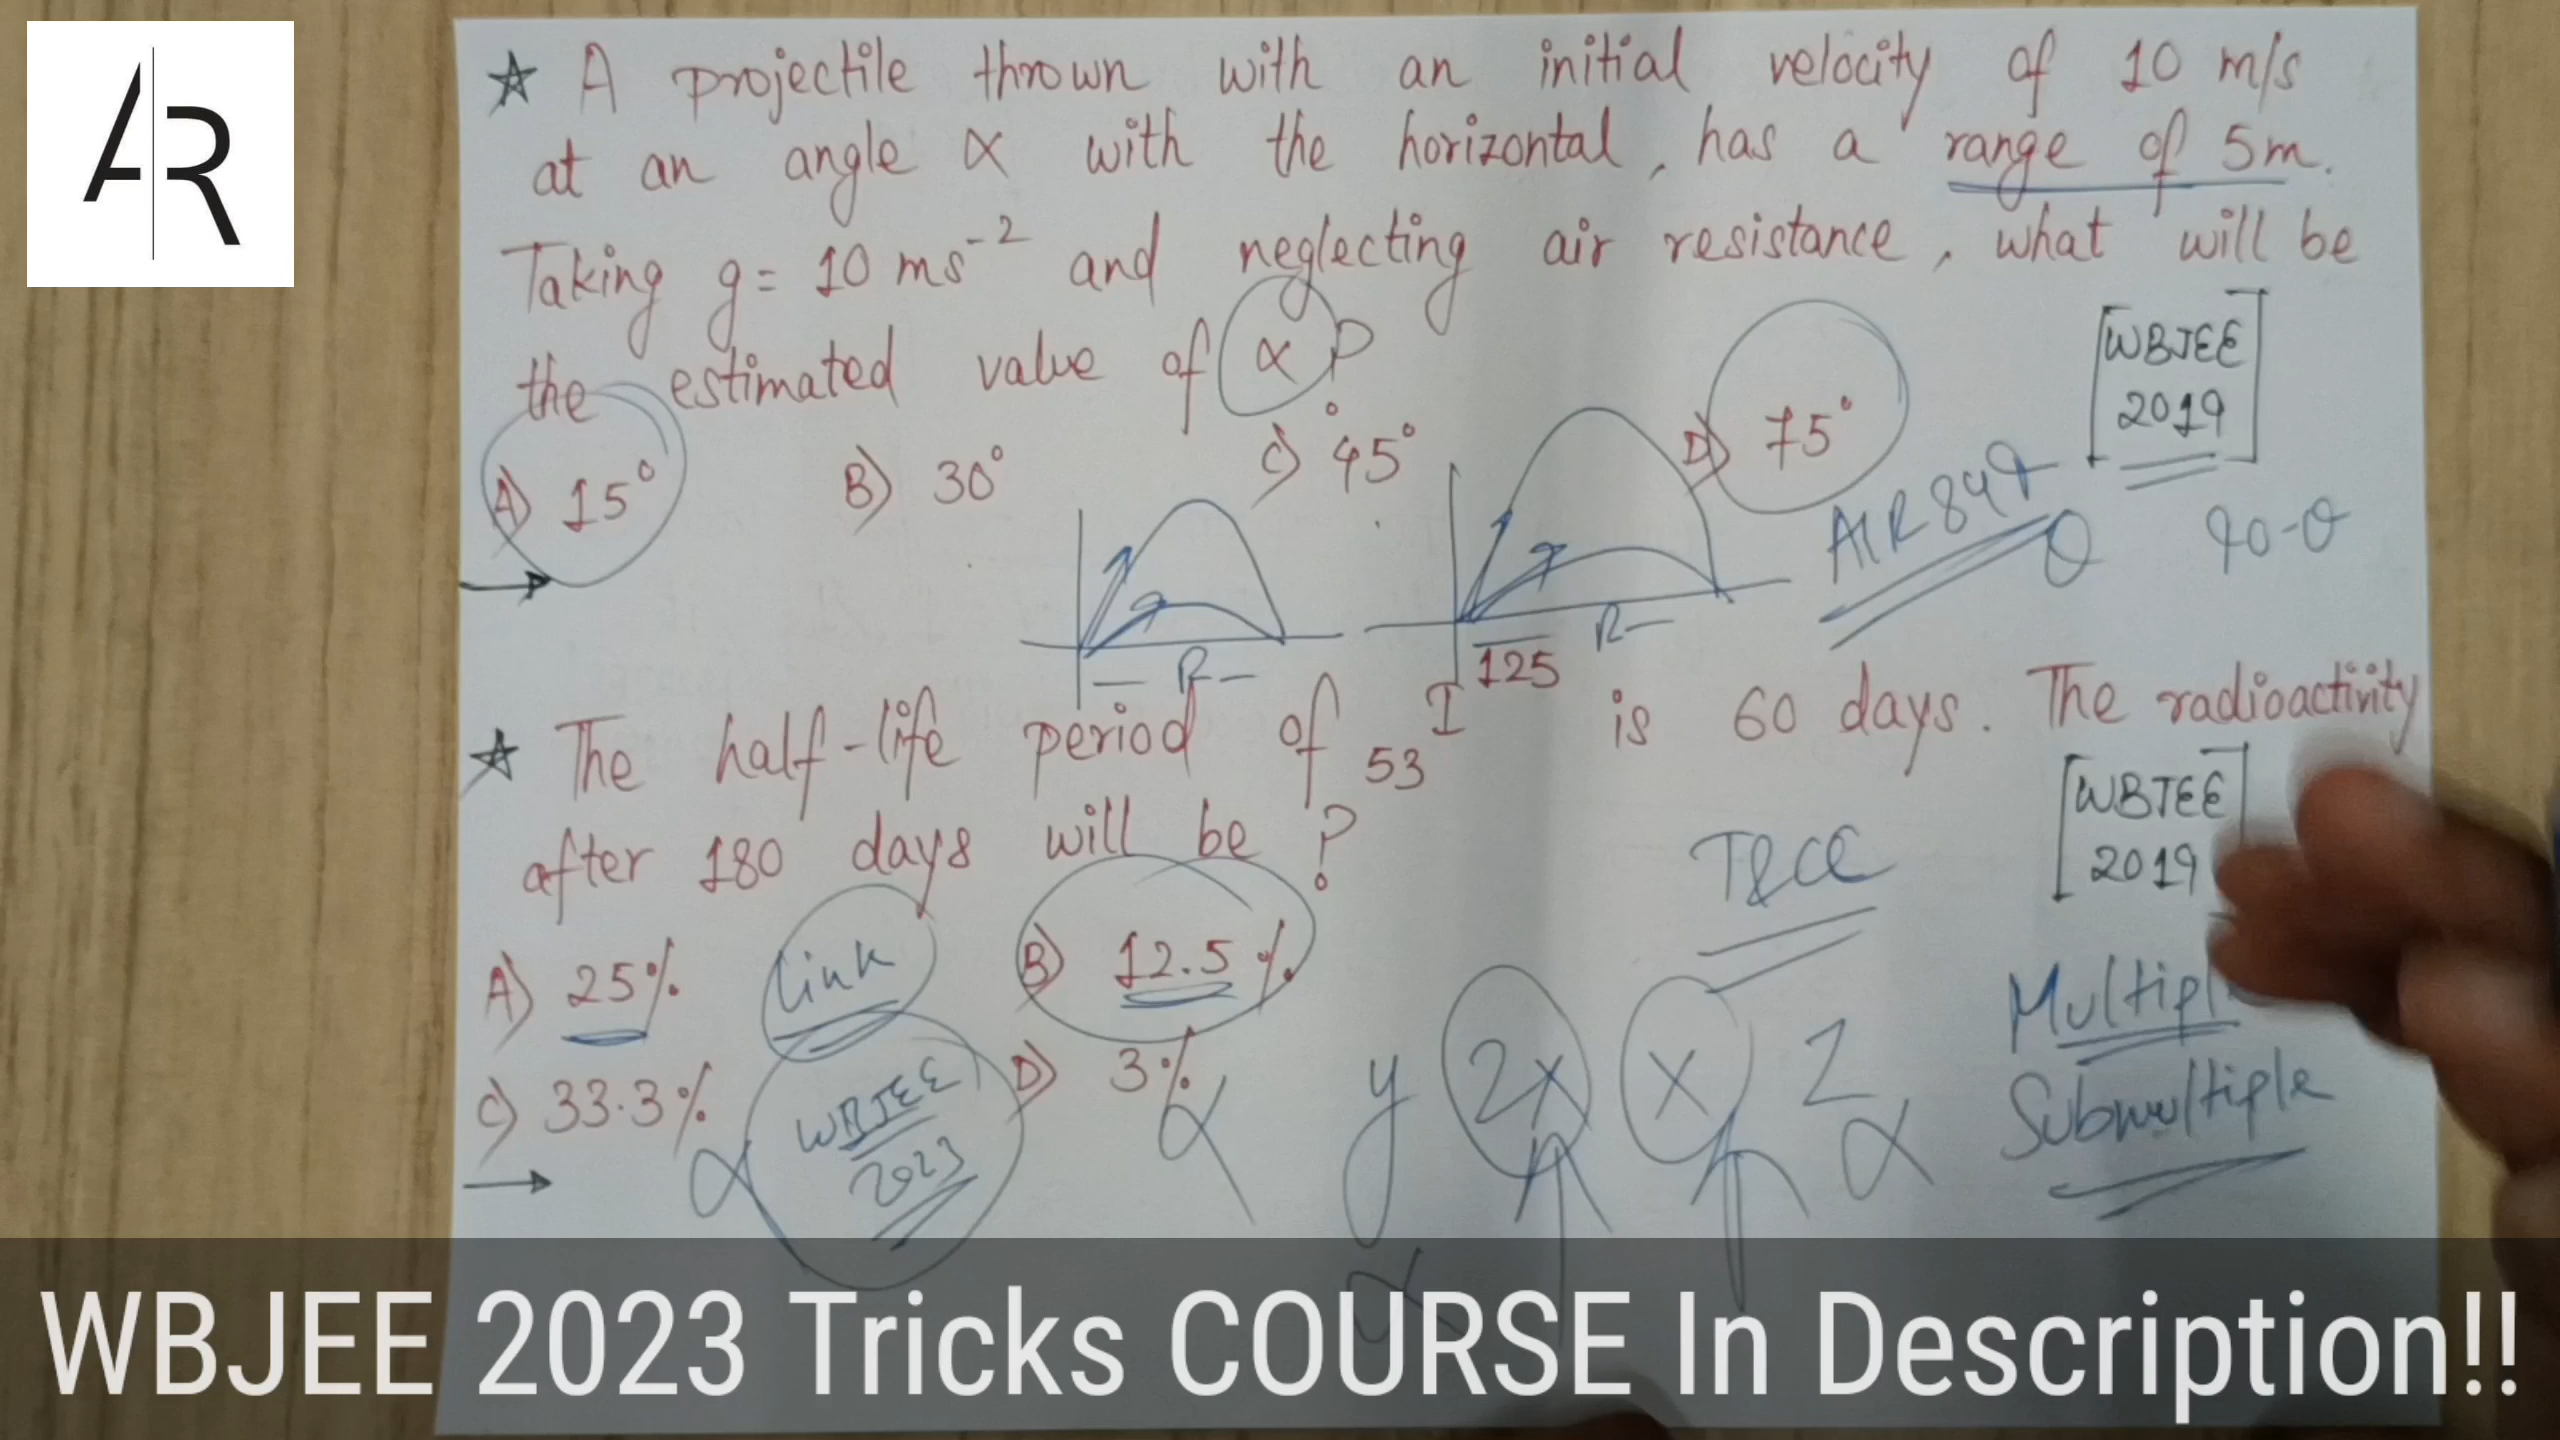 AR
☆ A projectile thrown with an initial velocity of 10 m/s
at an angle α with the horizontal, has a range of 5m.
Taking g = 10 ms⁻² and neglecting air resistance, what will be
the estimated value of α ?
[WBJEE
2019]
A) 15° B) 30° C) 45° D) 75°
AIR 847
θ 90-θ
R
R
☆ The half-life period of ₅₃I¹²⁵ is 60 days. The radioactivity
after 180 days will be ?
[WBJEE
2019
T&CC
A) 25% B) 12.5 %
Link
C) 33.3% D) 3%
WBJEE
2023
y 2x x z
Multipl
Submultiple
WBJEE 2023 Tricks COURSE In Description!!